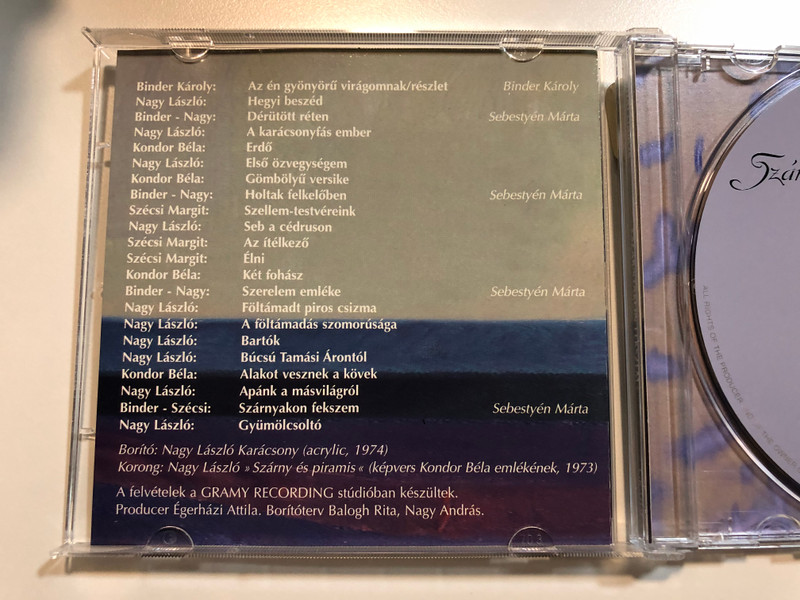 Binder Károly: Az én gyönyörű virágomnak/részlet Binder Károly
Nagy László: Hegyi beszéd
Binder - Nagy: Dérütött réten Sebestyén Márta
Nagy László: A karácsonyfás ember
Kondor Béla: Erdő
Nagy László: Első özvegységem
Kondor Béla: Gömbölyű versike
Binder - Nagy: Holtak felkelőben Sebestyén Márta
Szécsi Margit: Szellem-testvéreink
Nagy László: Seb a cédruson
Szécsi Margit: Az ítélkező
Szécsi Margit: Élni
Kondor Béla: Két fohász
Binder - Nagy: Szerelem emléke Sebestyén Márta
Nagy László: Föltámadt piros csizma
Nagy László: A föltámadás szomorúsága
Nagy László: Bartók
Nagy László: Búcsú Tamási Árontól
Kondor Béla: Alakot vesznek a kövek
Nagy László: Apánk a másvilágról
Binder - Szécsi: Szárnyakon fekszem Sebestyén Márta
Nagy László: Gyümölcsoltó
Borító: Nagy László Karácsony (acrylic, 1974)
Korong: Nagy László » Szárny és piramis « (képvers Kondor Béla emlékének, 1973)
A felvételek a GRAMY RECORDING stúdióban készültek.
Producer Égerházi Attila. Borítóterv Balogh Rita, Nagy András.
ALL RIGHTS OF THE PRODUCER